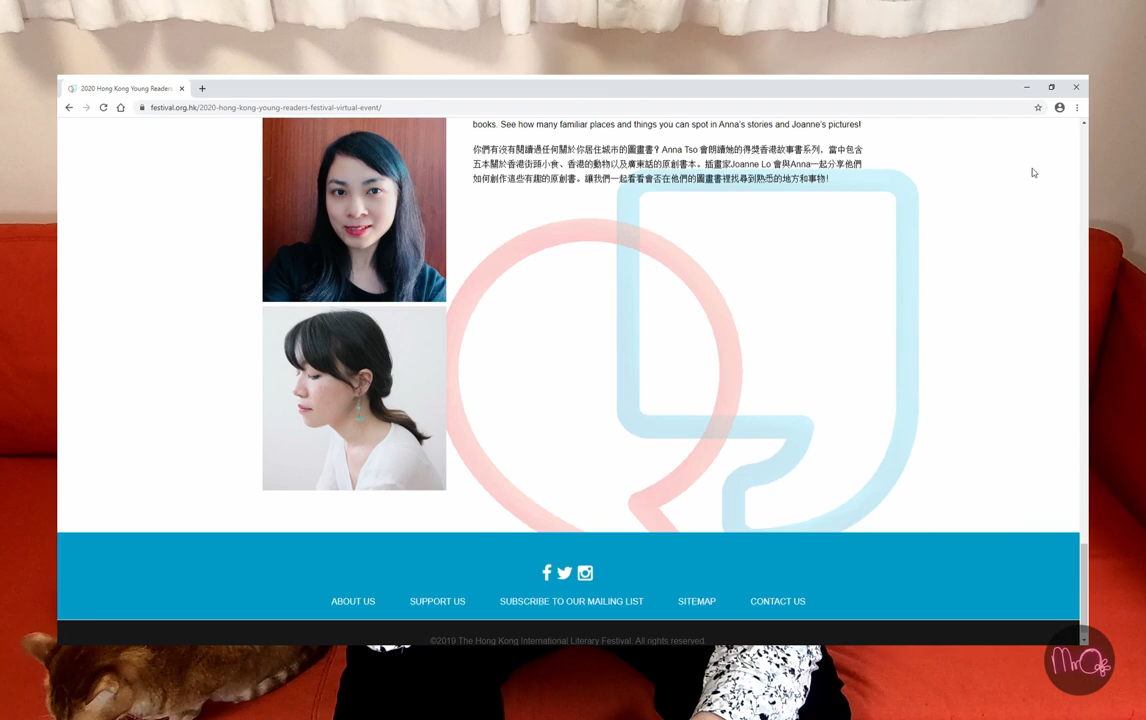 2020 Hong Kong Young Readers
festival.org.hk/2020-hong-kong-young-readers-festival-virtual-event/
books. See how many familiar places and things you can spot in Anna's stories and Joanne's pictures!
你們有沒有閱讀過任何關於你居住城市的圖畫書? Anna Tso 會朗讀她的得獎香港故事書系列，當中包含
五本關於香港街頭小食、香港的動物以及廣東話的原創書本。插畫家Joanne Lo 會與Anna一起分享他們
如何創作這些有趣的原創書。讓我們一起看看會否在他們的圖畫書裡找尋到熟悉的地方和事物!
ABOUT US SUPPORT US SUBSCRIBE TO OUR MAILING LIST SITEMAP CONTACT US
©2019 The Hong Kong International Literary Festival. All rights reserved.